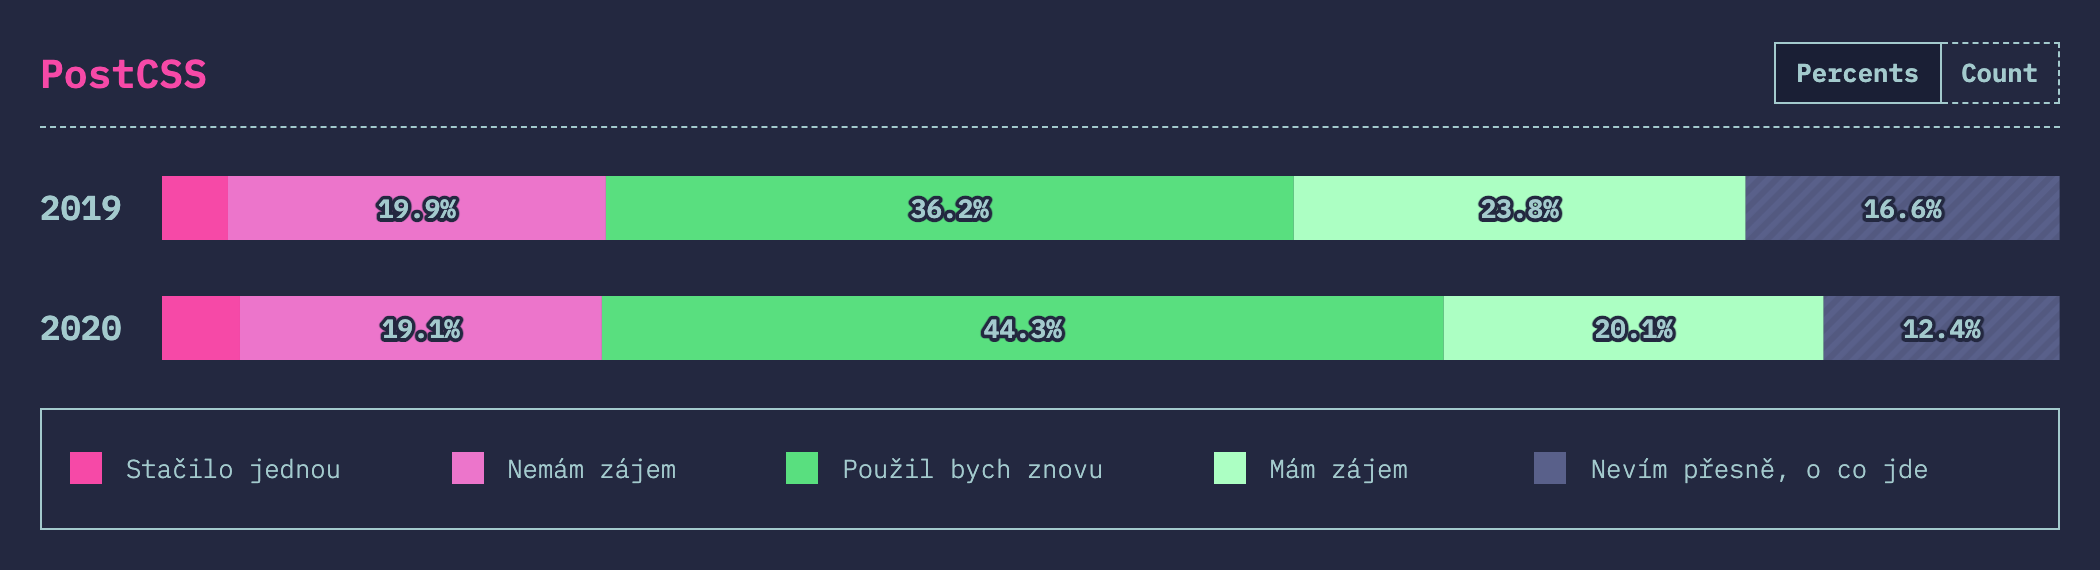 PostCSS
Percents Count
2019 19.9% 36.2% 23.8% 16.6%
2020 19.1% 44.3% 20.1% 12.4%
Stačilo jednou Nemám zájem Použil bych znovu Mám zájem Nevím přesně, o co jde